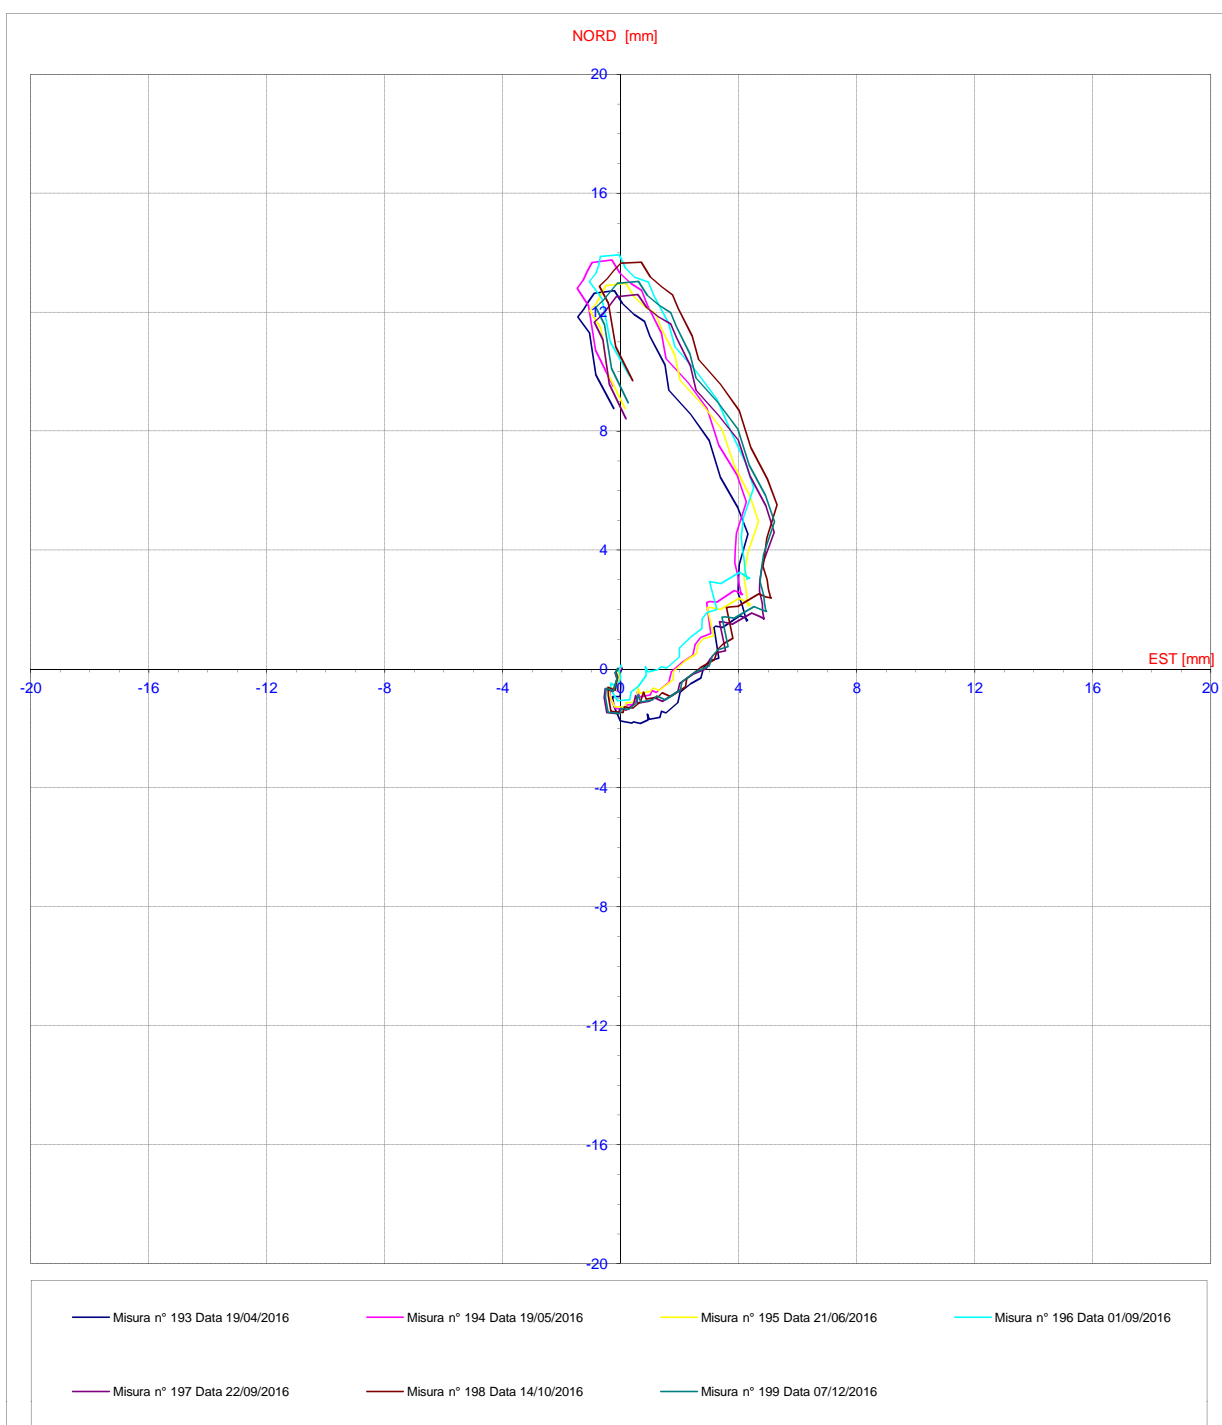 NORD [mm]
20
16
12
8
4
-20 -16 -12 -8 -4 0 0 4 8 12 16 20
EST [mm]
-4
-8
-12
-16
-20
Misura n° 193 Data 19/04/2016 Misura n° 194 Data 19/05/2016 Misura n° 195 Data 21/06/2016 Misura n° 196 Data 01/09/2016
Misura n° 197 Data 22/09/2016 Misura n° 198 Data 14/10/2016 Misura n° 199 Data 07/12/2016